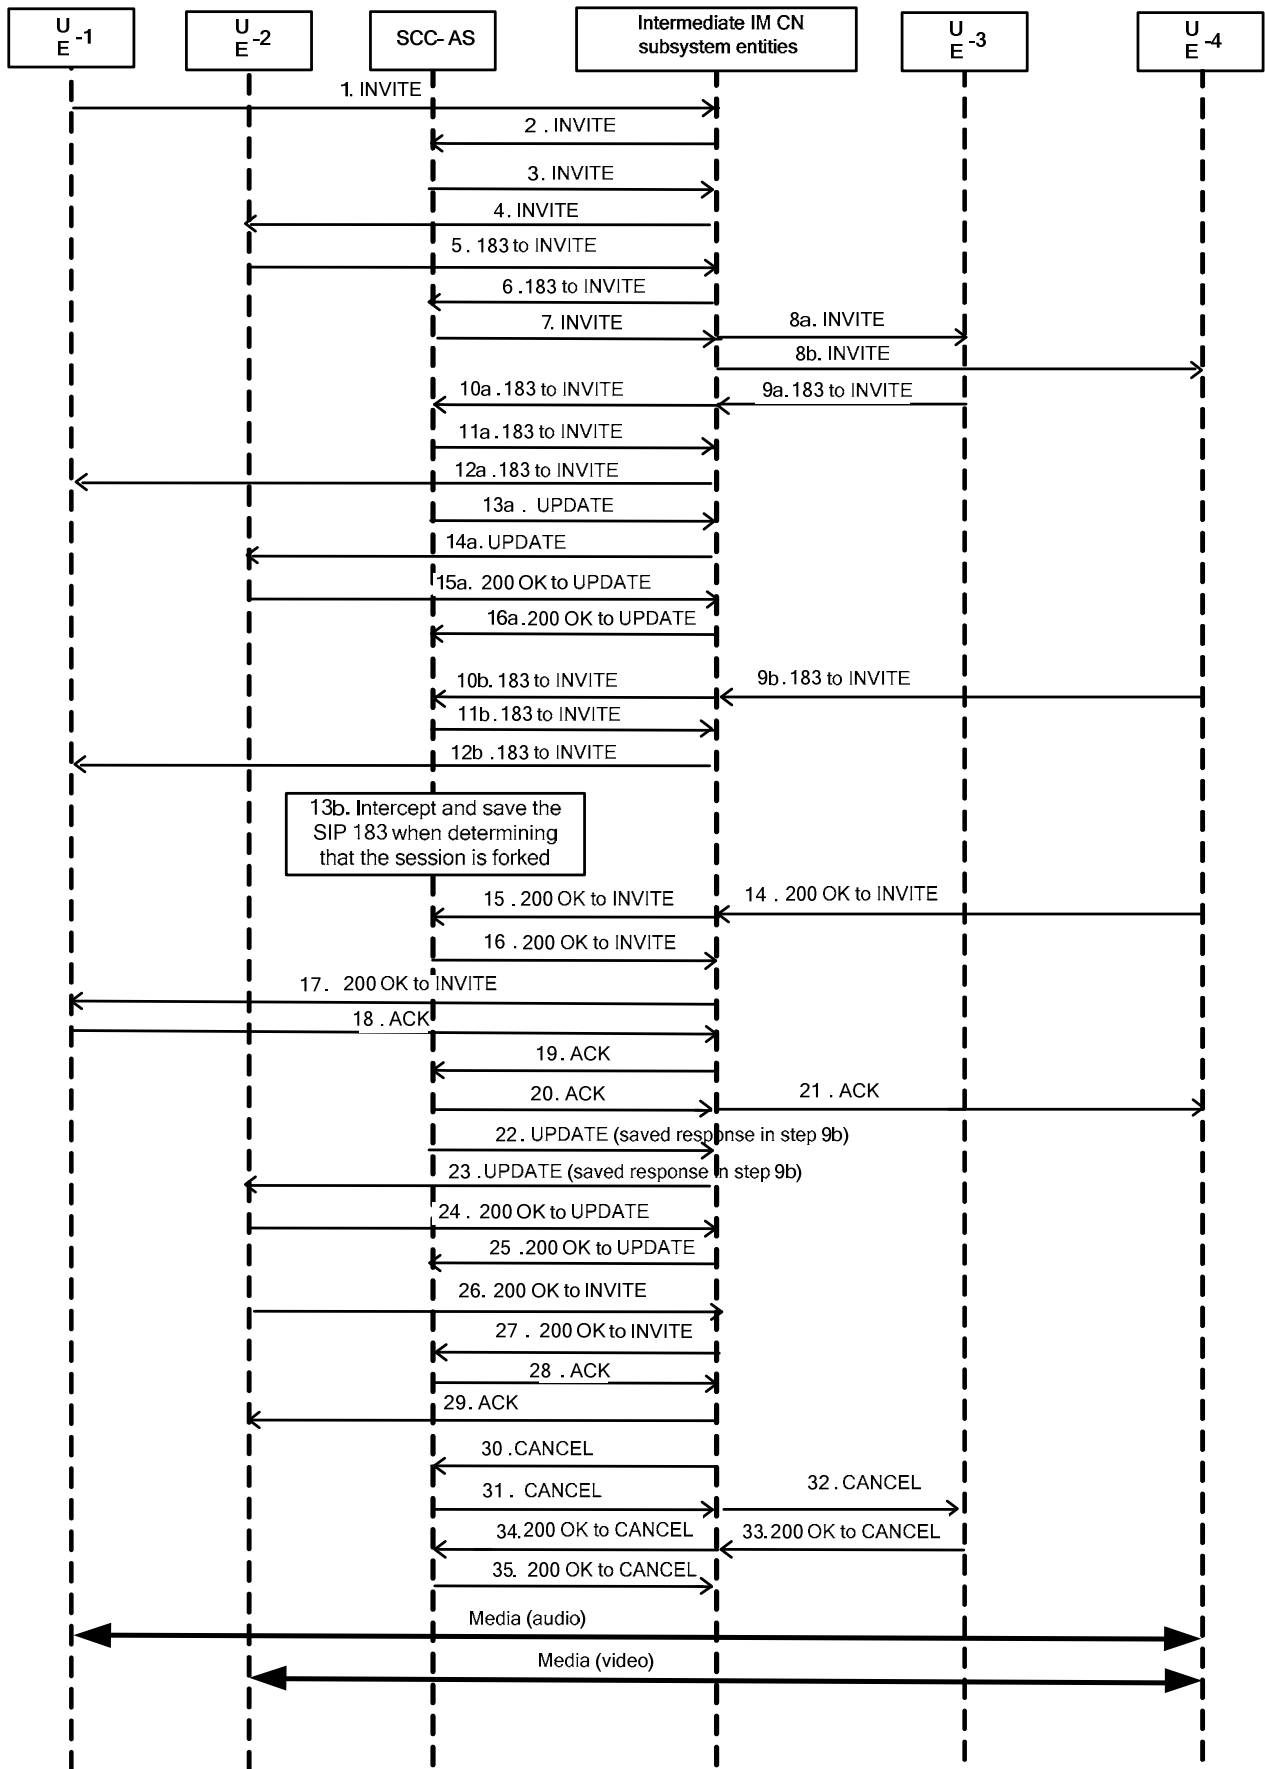 UE-1
UE-2
SCC-AS
Intermediate IM CN
subsystem entities
UE-3
UE-4
1. INVITE
2 . INVITE
3. INVITE
4. INVITE
5 . 183 to INVITE
6 .183 to INVITE
7. INVITE
8a. INVITE
8b. INVITE
10a .183 to INVITE
9a.183 to INVITE
11a .183 to INVITE
12a .183 to INVITE
13a . UPDATE
14a. UPDATE
15a. 200 OK to UPDATE
16a.200 OK to UPDATE
10b. 183 to INVITE
9b.183 to INVITE
11b .183 to INVITE
12b .183 to INVITE
13b. Intercept and save the
SIP 183 when determining
that the session is forked
15 . 200 OK to INVITE
14 . 200 OK to INVITE
16 . 200 OK to INVITE
17. 200 OK to INVITE
18 . ACK
19. ACK
20. ACK
21 . ACK
22. UPDATE (saved response in step 9b)
23 .UPDATE (saved response in step 9b)
24 . 200 OK to UPDATE
25 .200 OK to UPDATE
26. 200 OK to INVITE
27 . 200 OK to INVITE
28 . ACK
29. ACK
30 .CANCEL
31 . CANCEL
32. CANCEL
34.200 OK to CANCEL
33.200 OK to CANCEL
35. 200 OK to CANCEL
Media (audio)
Media (video)